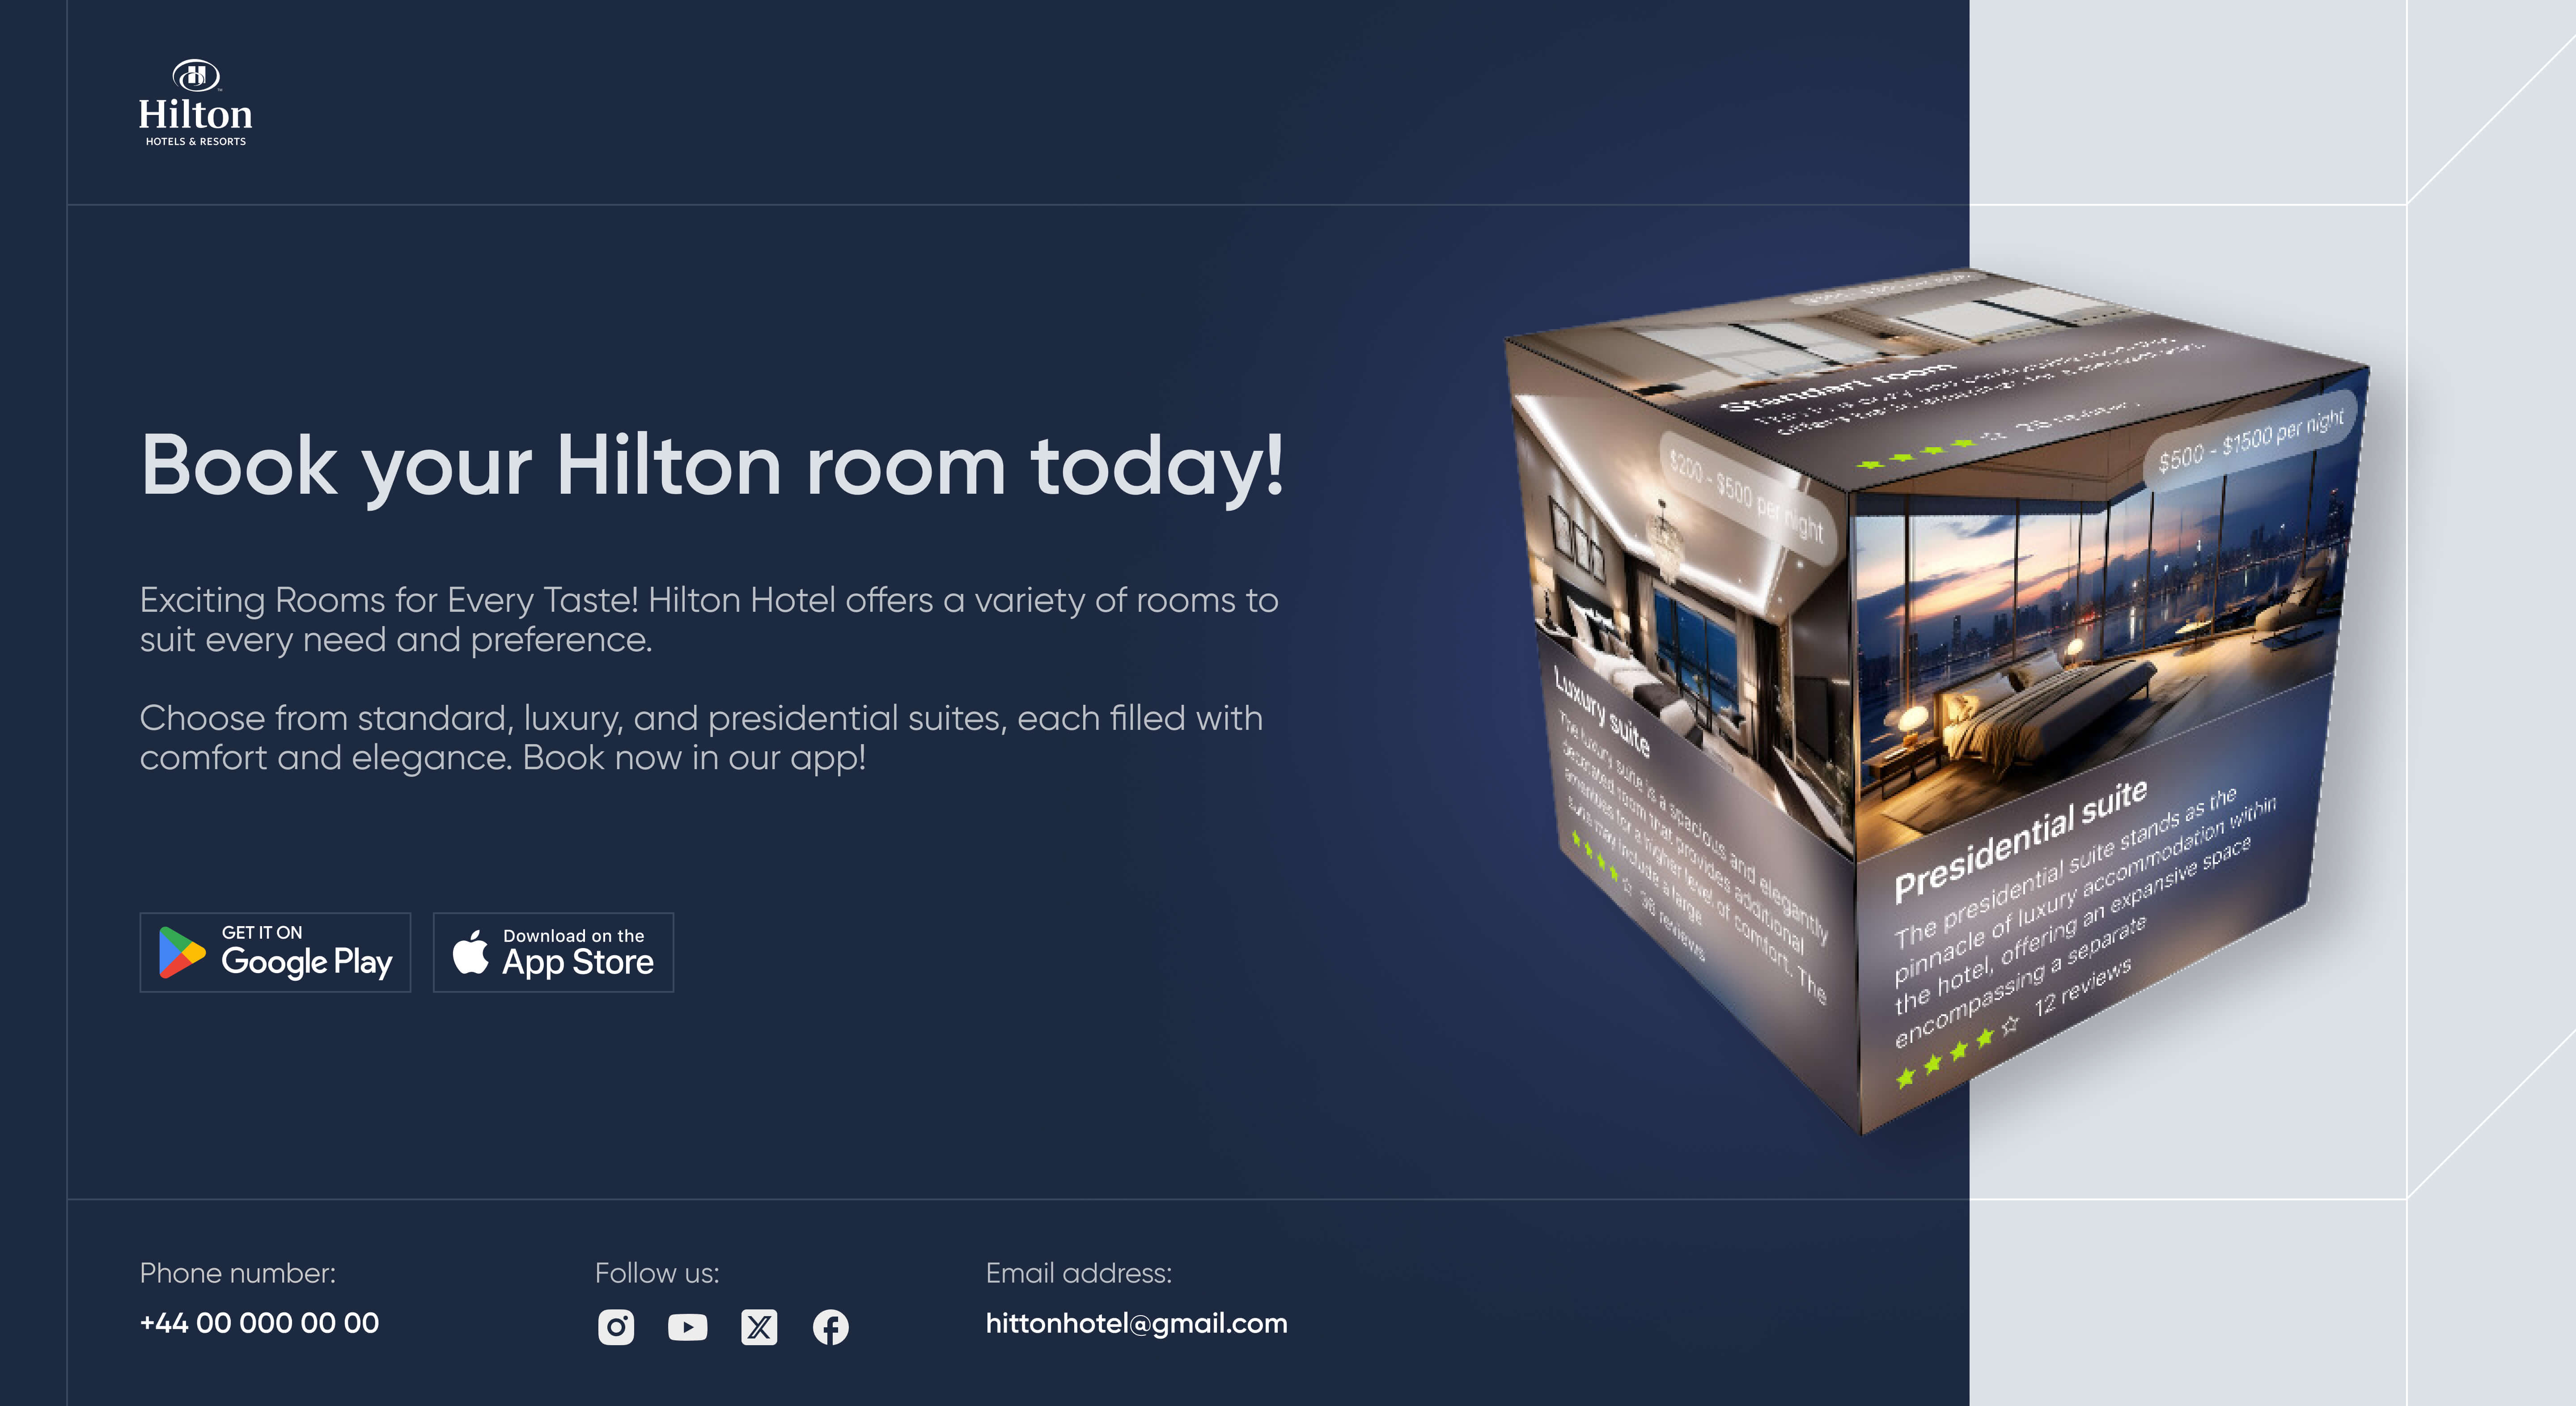 Hilton
HOTELS & RESORTS
Book your Hilton room today!
Exciting Rooms for Every Taste! Hilton Hotel offers a variety of rooms to
suit every need and preference.
Choose from standard, luxury, and presidential suites, each filled with
comfort and elegance. Book now in our app!
GET IT ON
Google Play
Download on the
App Store
Standart room
28 reviews
$200 - $500 per night
Luxury suite
The luxury suite is a spacious and elegantly
decorated room that provides additional
amenities for a higher level of comfort. The
suite may include a large
36 reviews
$500 - $1500 per night
Presidential suite
The presidential suite stands as the
pinnacle of luxury accommodation within
the hotel, offering an expansive space
encompassing a separate
12 reviews
Phone number:
+44 00 000 00 00
Follow us:
Email address:
hittonhotel@gmail.com